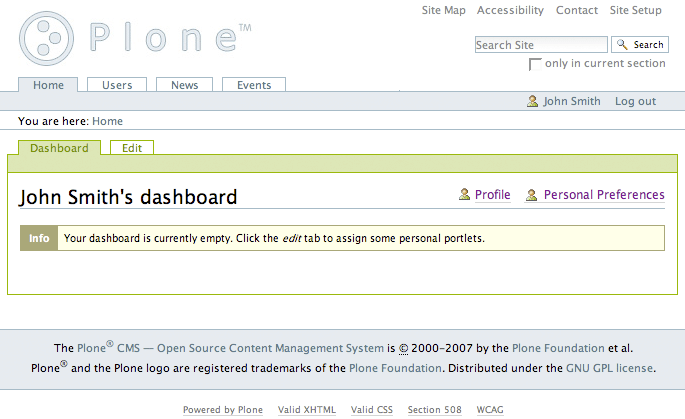 Site Map Accessibility Contact Site Setup
Plone™
Search Site Search
only in current section
Home Users News Events
John Smith Log out
You are here: Home
Dashboard Edit
John Smith's dashboard Profile Personal Preferences
Info Your dashboard is currently empty. Click the edit tab to assign some personal portlets.
The Plone® CMS — Open Source Content Management System is © 2000-2007 by the Plone Foundation et al.
Plone® and the Plone logo are registered trademarks of the Plone Foundation. Distributed under the GNU GPL license.
Powered by Plone Valid XHTML Valid CSS Section 508 WCAG